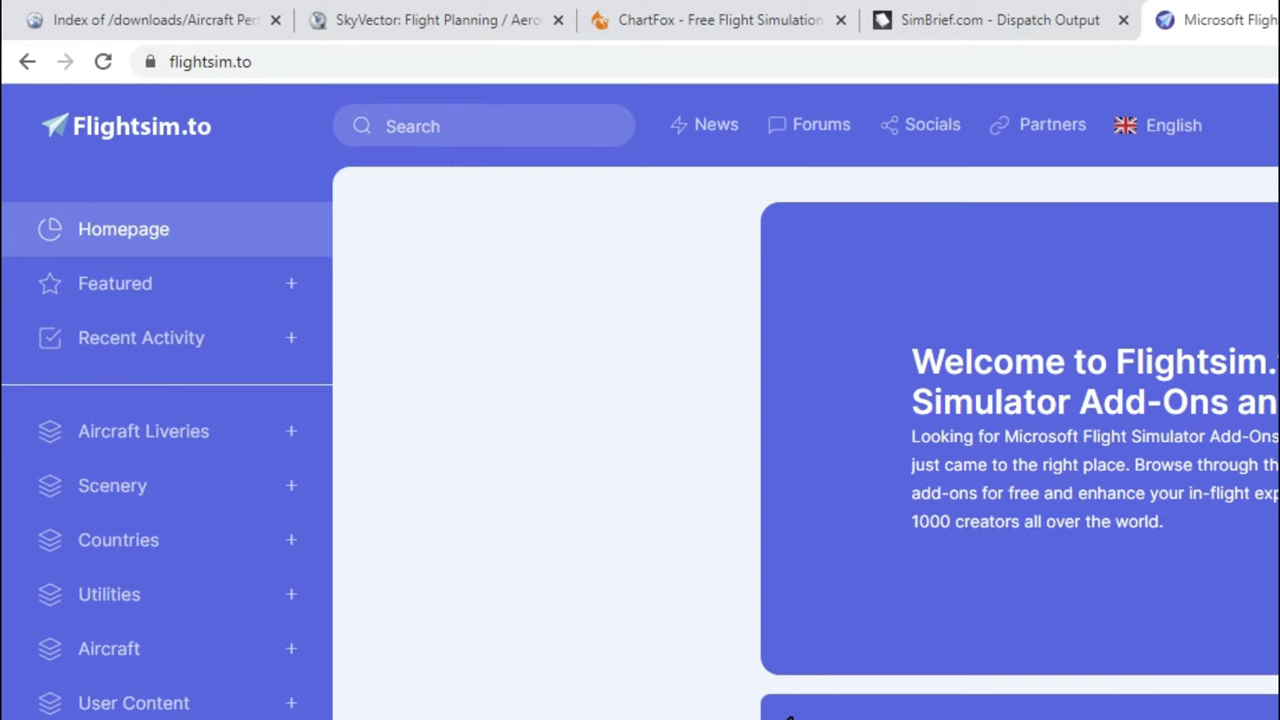 Index of /downloads/Aircraft Per
SkyVector: Flight Planning / Aero
ChartFox - Free Flight Simulation
SimBrief.com - Dispatch Output
Microsoft Fligh
flightsim.to
Flightsim.to
Search
News
Forums
Socials
Partners
English
Homepage
Featured +
Recent Activity +
Aircraft Liveries +
Scenery +
Countries +
Utilities +
Aircraft +
User Content +
Welcome to Flightsim.
Simulator Add-Ons an
Looking for Microsoft Flight Simulator Add-Ons
just came to the right place. Browse through th
add-ons for free and enhance your in-flight exp
1000 creators all over the world.